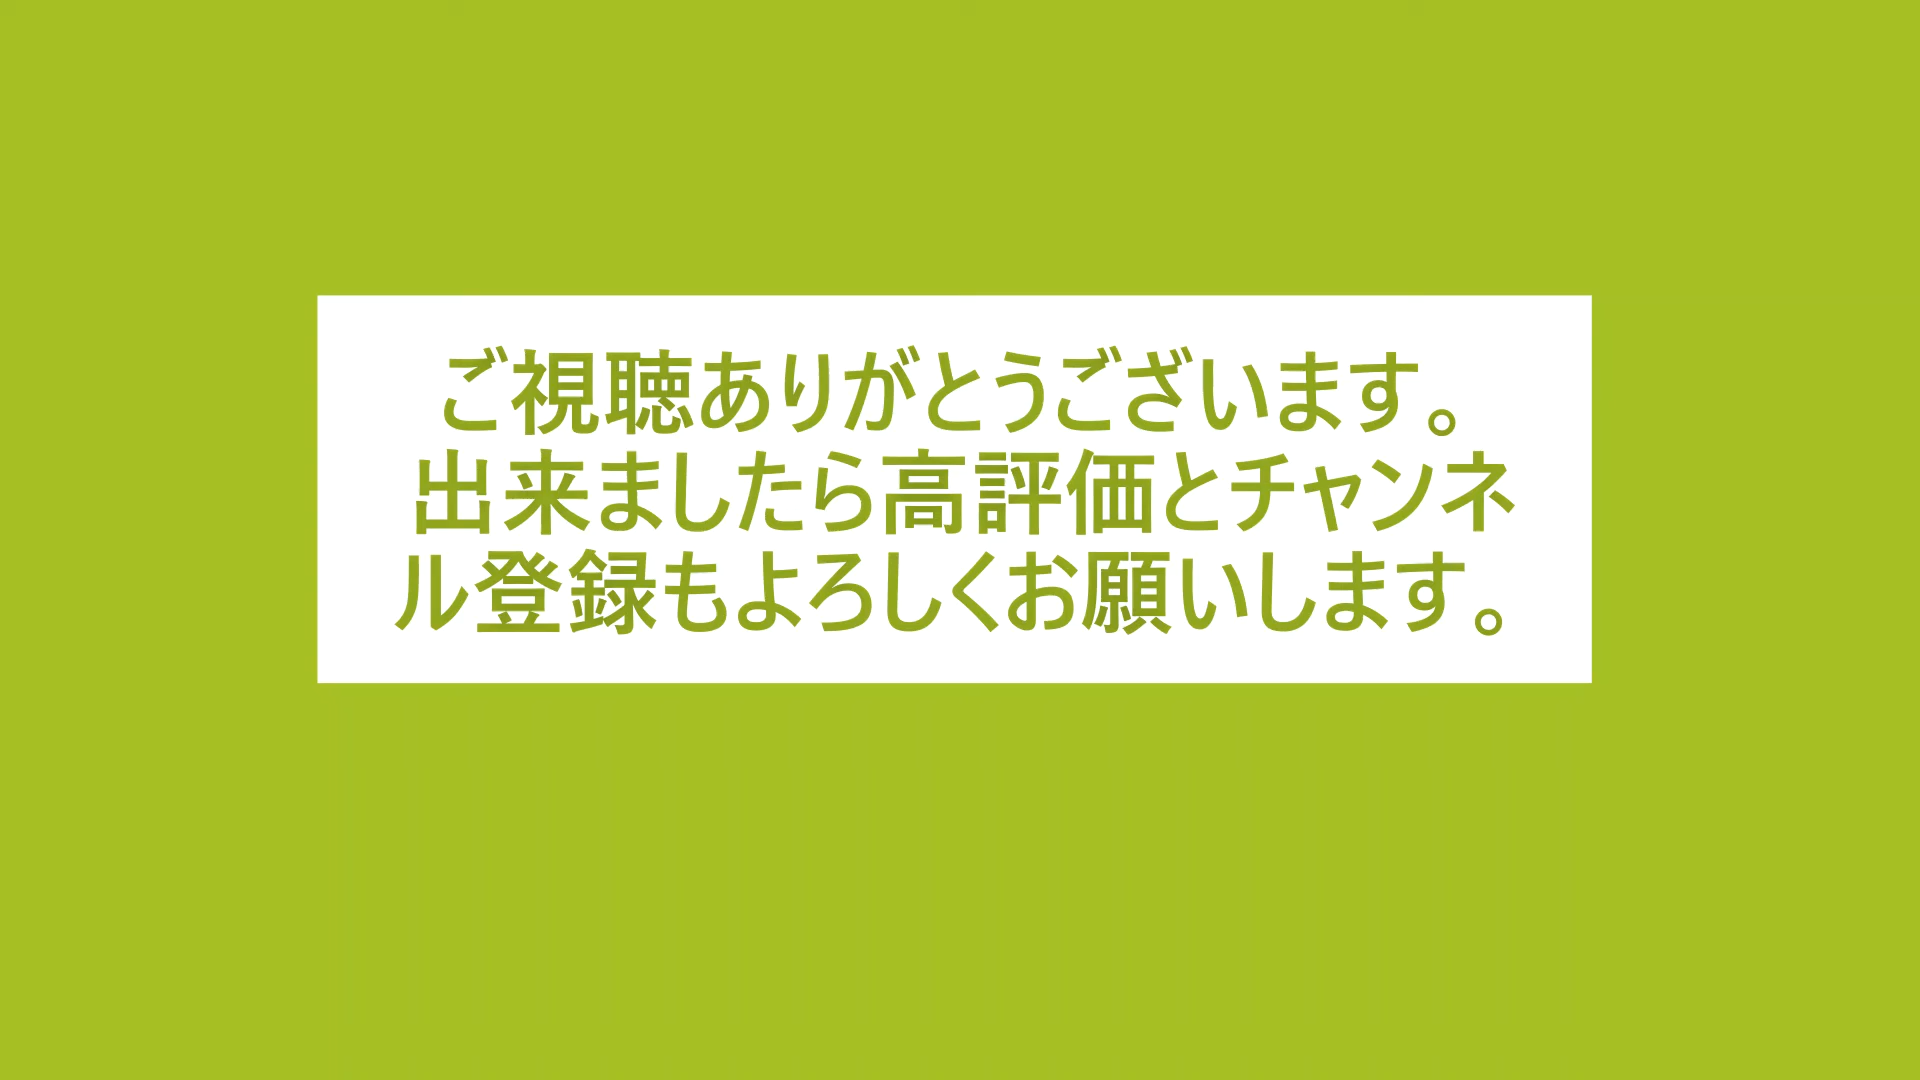 ご視聴ありがとうございます。
出来ましたら高評価とチャンネ
ル登録もよろしくお願いします。